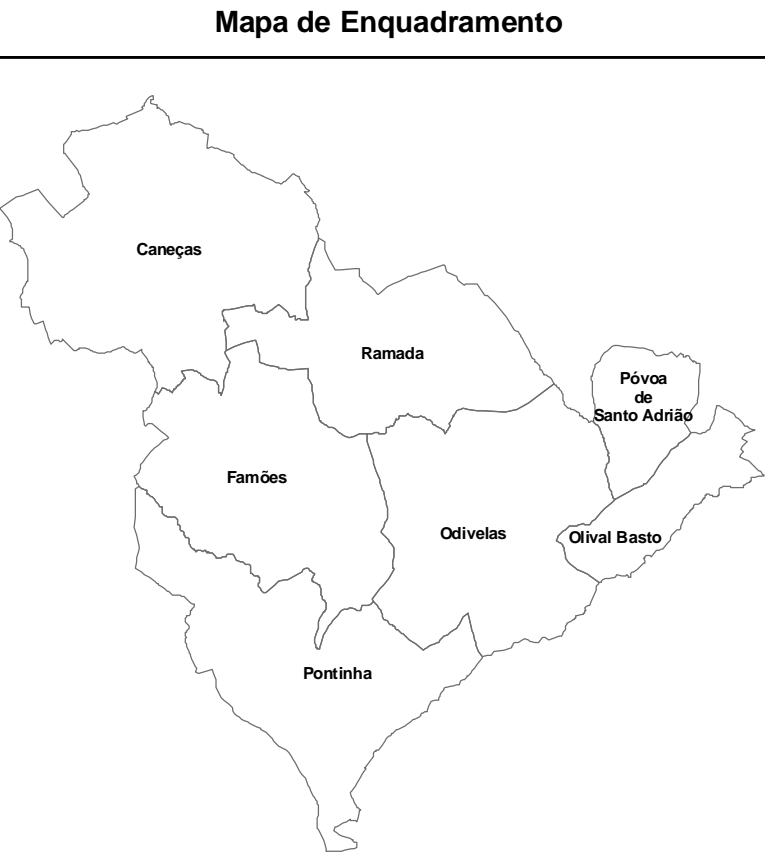 Mapa de Enquadramento
Caneças
Ramada
Póvoa
de
Santo Adrião
Famões
Odivelas
Olival Basto
Pontinha